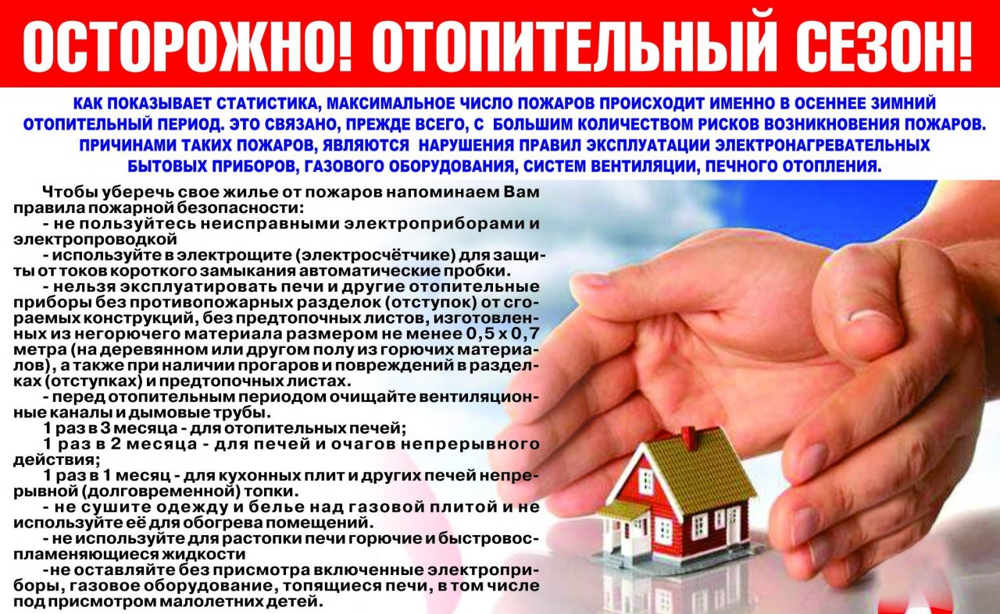 ОСТОРОЖНО! ОТОПИТЕЛЬНЫЙ СЕЗОН!
КАК ПОКАЗЫВАЕТ СТАТИСТИКА, МАКСИМАЛЬНОЕ ЧИСЛО ПОЖАРОВ ПРОИСХОДИТ ИМЕННО В ОСЕННЕЕ ЗИМНИЙ
ОТОПИТЕЛЬНЫЙ ПЕРИОД. ЭТО СВЯЗАНО, ПРЕЖДЕ ВСЕГО, С БОЛЬШИМ КОЛИЧЕСТВОМ РИСКОВ ВОЗНИКНОВЕНИЯ ПОЖАРОВ.
ПРИЧИНАМИ ТАКИХ ПОЖАРОВ, ЯВЛЯЮТСЯ НАРУШЕНИЯ ПРАВИЛ ЭКСПЛУАТАЦИИ ЭЛЕКТРОНАГРЕВАТЕЛЬНЫХ
БЫТОВЫХ ПРИБОРОВ, ГАЗОВОГО ОБОРУДОВАНИЯ, СИСТЕМ ВЕНТИЛЯЦИИ, ПЕЧНОГО ОТОПЛЕНИЯ.
Чтобы уберечь свое жилье от пожаров напоминаем Вам
правила пожарной безопасности:
- не пользуйтесь неисправными электроприборами и
электропроводкой
- используйте в электрощите (электросчётчике) для защи-
ты от токов короткого замыкания автоматические пробки.
- нельзя эксплуатировать печи и другие отопительные
приборы без противопожарных разделок (отступок) от сго-
раемых конструкций, без предтопочных листов, изготовлен-
ных из негорючего материала размером не менее 0,5 х 0,7
метра (на деревянном или другом полу из горючих материа-
лов), а также при наличии прогаров и повреждений в раздел-
ках (отступках) и предтопочных листах.
- перед отопительным периодом очищайте вентиляцион-
ные каналы и дымовые трубы.
1 раз в 3 месяца - для отопительных печей;
1 раз в 2 месяца - для печей и очагов непрерывного
действия;
1 раз в 1 месяц - для кухонных плит и других печей непре-
рывной (долговременной) топки.
- не сушите одежду и белье над газовой плитой и не
используйте её для обогрева помещений.
- не используйте для растопки печи горючие и быстровос-
пламеняющиеся жидкости
-не оставляйте без присмотра включенные электропри-
боры, газовое оборудование, топящиеся печи, в том числе
под присмотром малолетних детей.